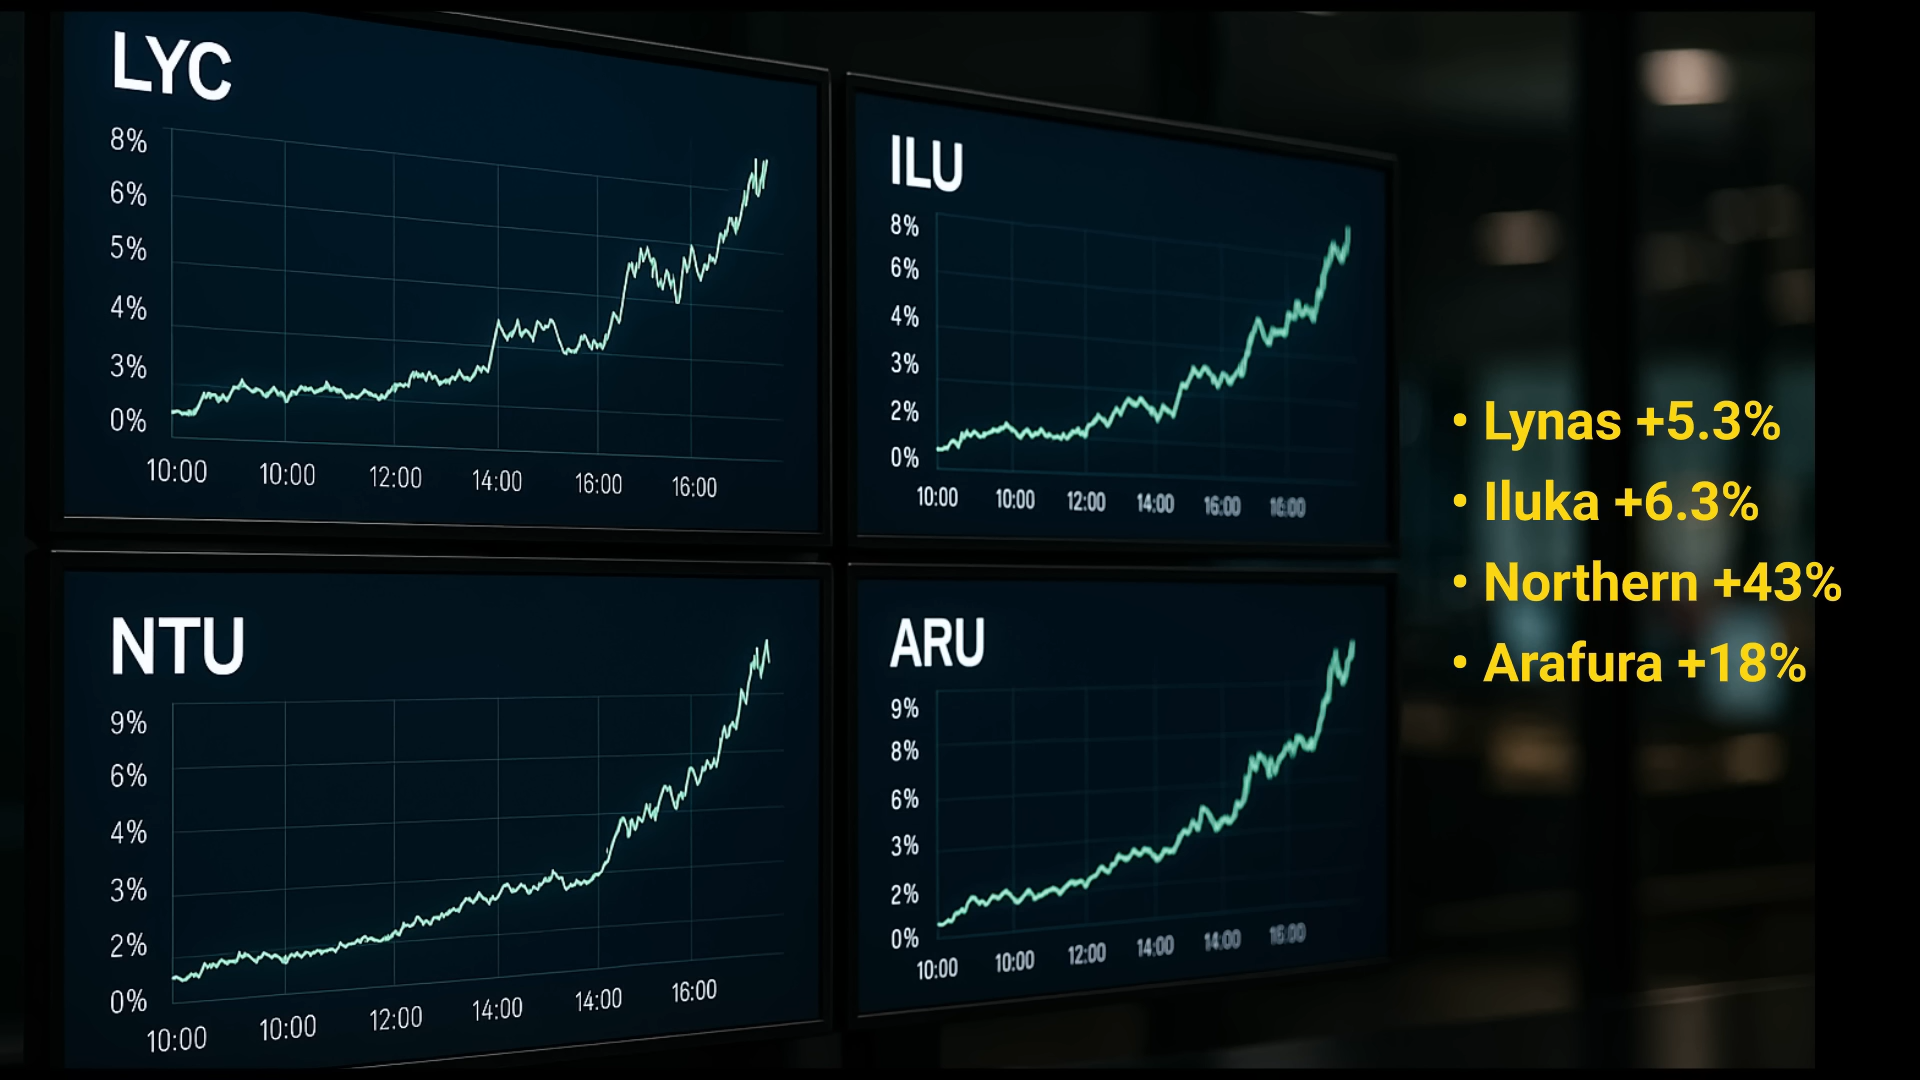 LYC
8%
6%
5%
4%
3%
0%
10:00 10:00 12:00 14:00 16:00 16:00
ILU
8%
6%
4%
3%
2%
0%
10:00 10:00 12:00 14:00 16:00 16:00
NTU
9%
6%
4%
3%
2%
0%
10:00 10:00 12:00 14:00 14:00 16:00
ARU
9%
8%
6%
3%
2%
0%
10:00 10:00 12:00 14:00 14:00 16:00
• Lynas +5.3%
• Iluka +6.3%
• Northern +43%
• Arafura +18%